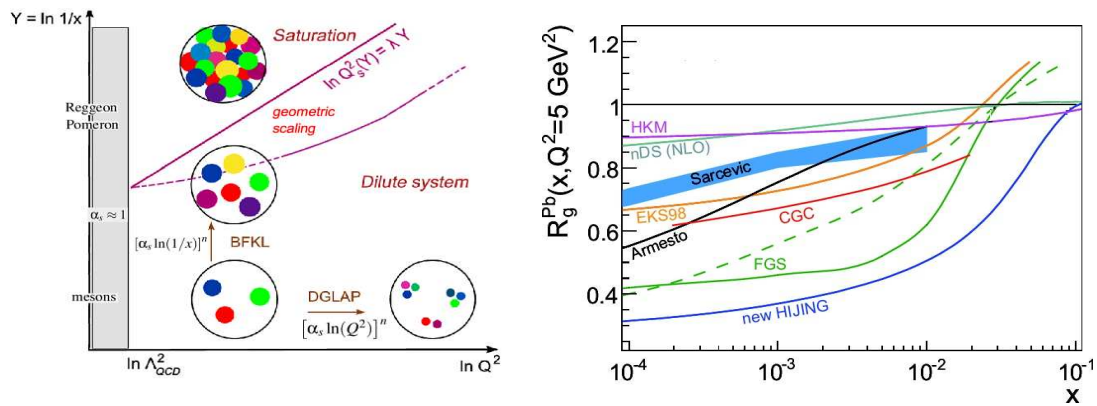 Y = ln 1/x
Saturation
ln Q²ₛ(Y) = λ Y
Reggeon
Pomeron
geometric
scaling
Dilute system
αₛ ≈ 1
[αₛ ln(1/x)]ⁿ
BFKL
mesons
DGLAP
[αₛ ln(Q²)]ⁿ
ln Λ²QCD
ln Q²
R_g^Pb(x,Q²=5 GeV²)
1.2
1
0.8
0.6
0.4
HKM
nDS (NLO)
Sarcevic
EKS98
CGC
Armesto
FGS
new HIJING
10⁻⁴
10⁻³
10⁻²
10⁻¹
x